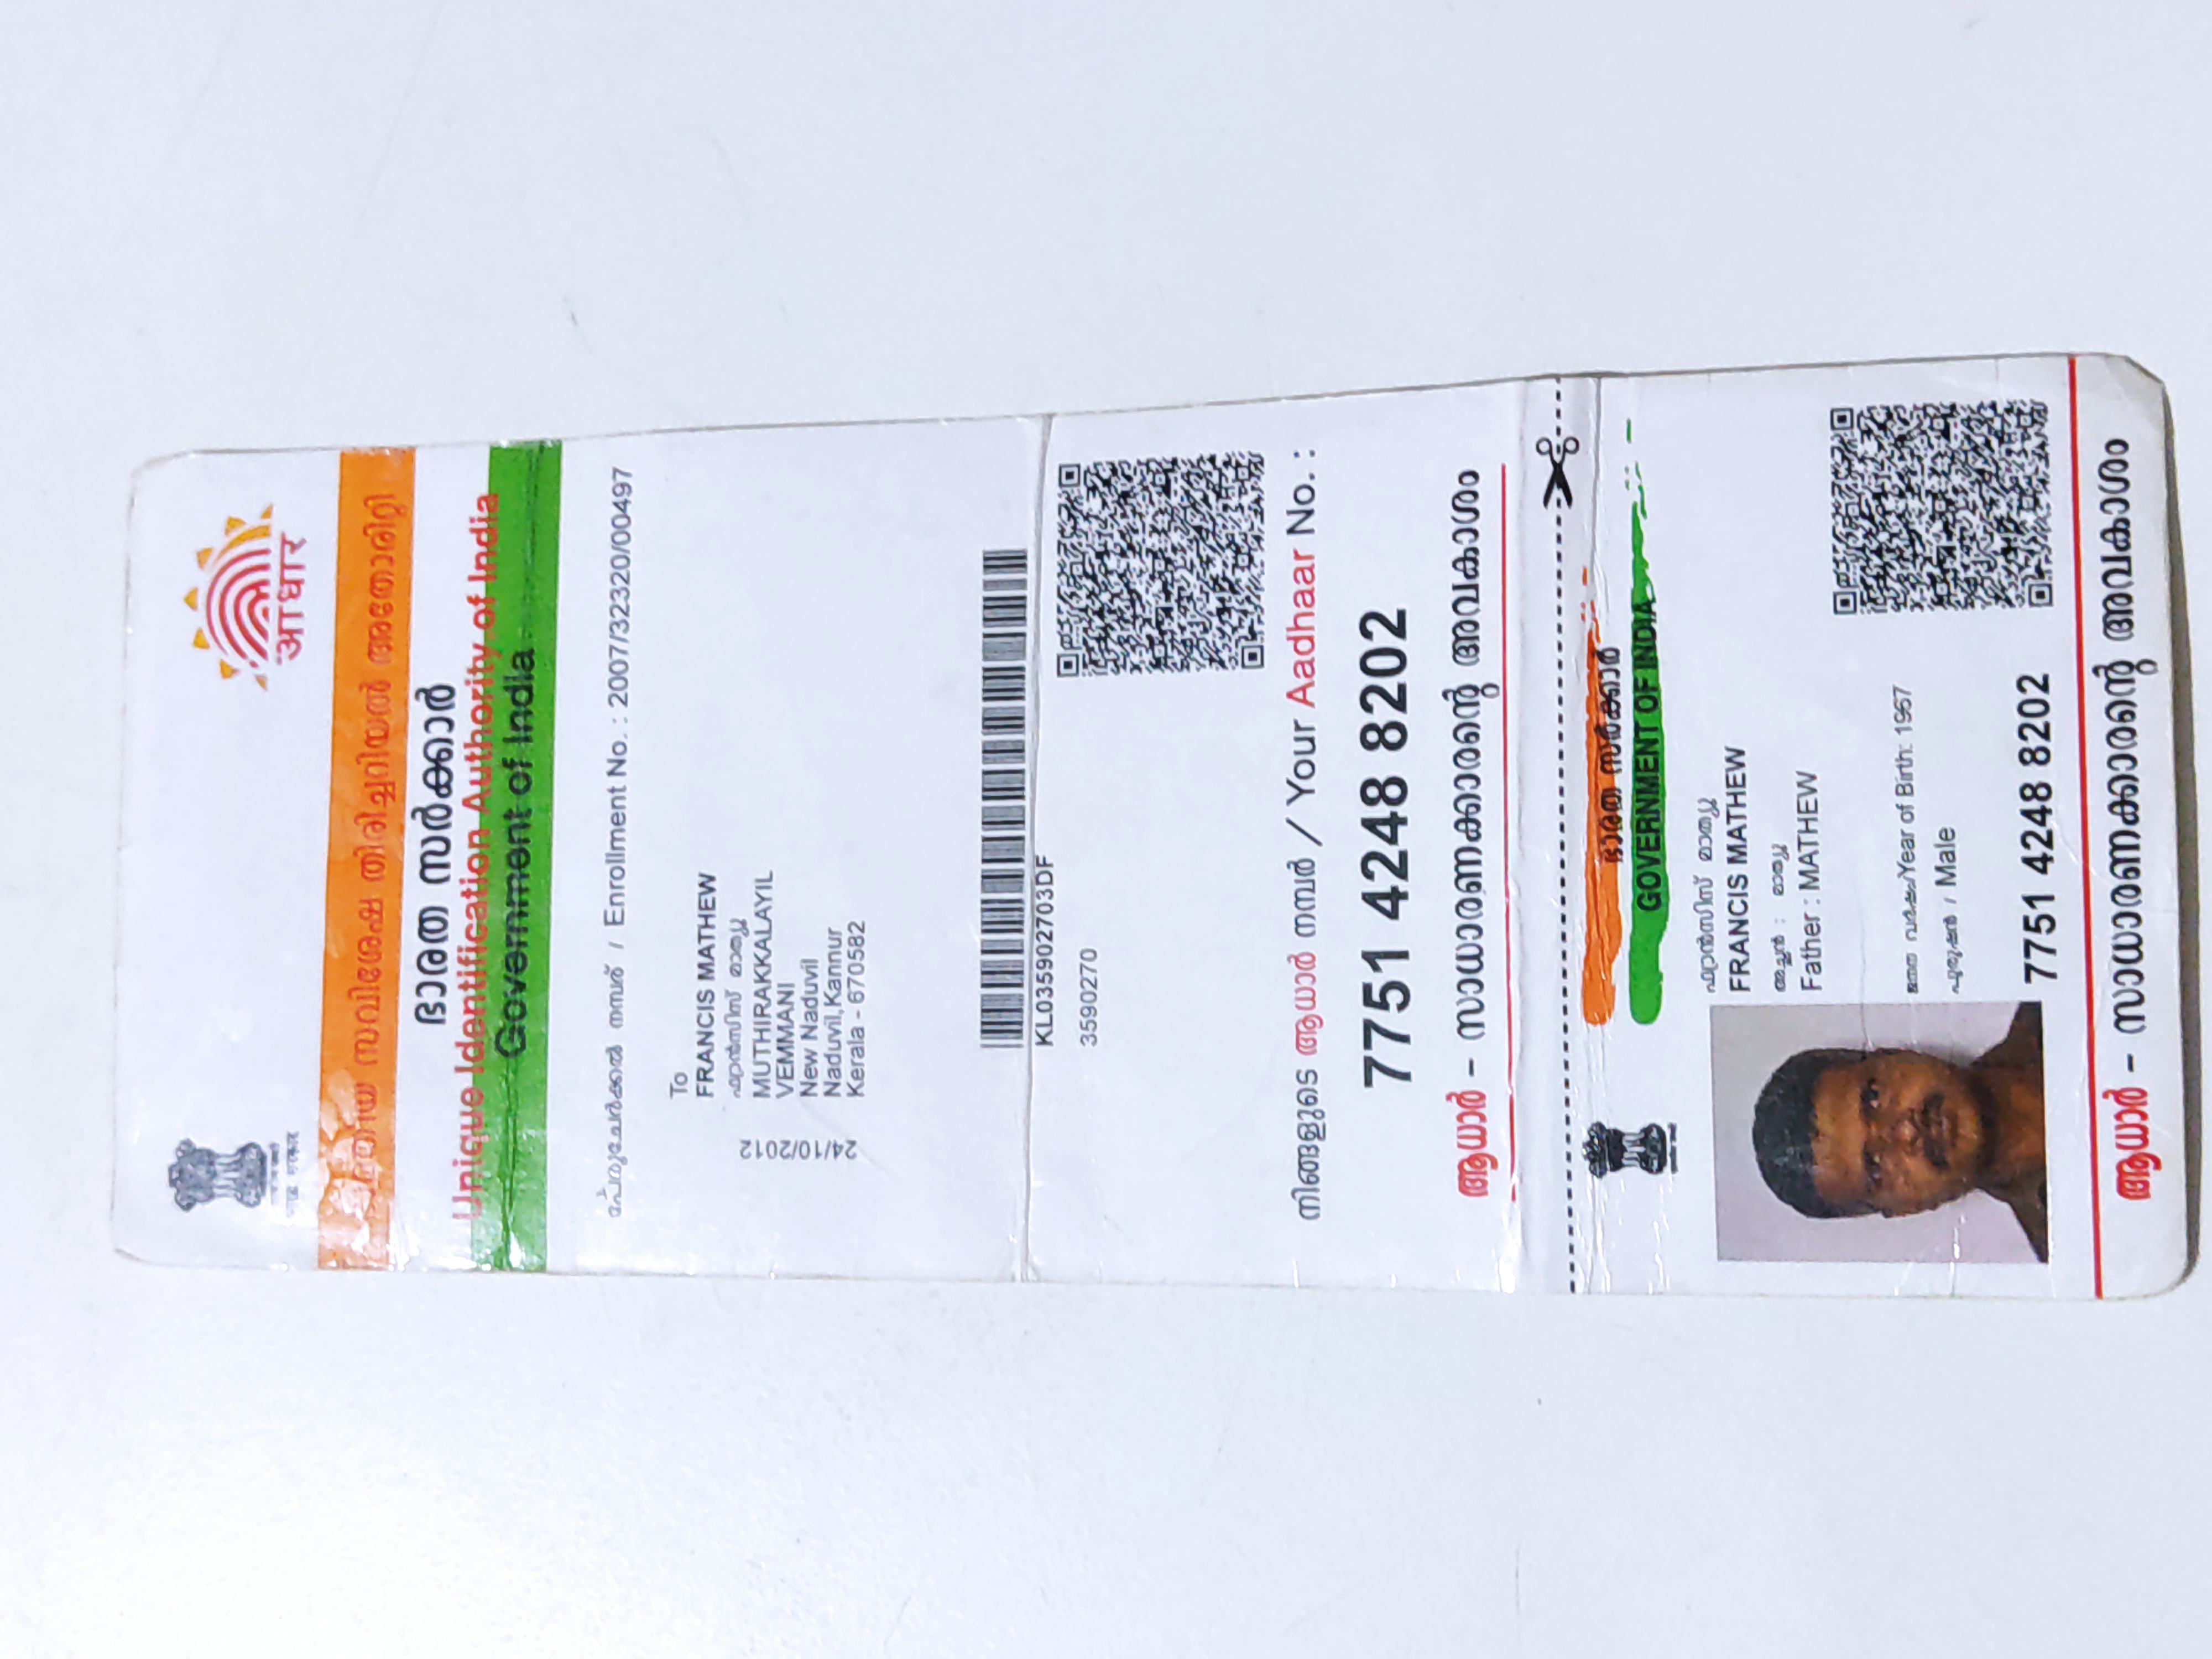 भारत सरकार
आधार
സവിശേഷ തിരിച്ചറിയൽ അതോരിറ്റി
ഭാരത സർക്കാർ
Unique Identification Authority of India
Government of India
പേരുചേർക്കൽ നമ്പര് / Enrollment No. : 2007/32320/00497
To
FRANCIS MATHEW
ഫ്രാൻസിസ് മാത്യു
MUTHIRAKKALAYIL
VEMMANI
New Naduvil
Naduvil,Kannur
Kerala - 670582
24/10/2012
KL035902703DF
3590270
നിങ്ങളുടെ ആധാർ നമ്പർ / Your Aadhaar No. :
7751 4248 8202
ആധാർ - സാധാരണക്കാരന്റെ അവകാശം
ഭാരത സർക്കാർ
GOVERNMENT OF INDIA
ഫ്രാൻസിസ് മാത്യു
FRANCIS MATHEW
അച്ഛൻ : മാത്യു
Father : MATHEW
ജനന വർഷം/Year of Birth: 1967
പുരുഷൻ / Male
7751 4248 8202
ആധാർ - സാധാരണക്കാരന്റെ അവകാശം